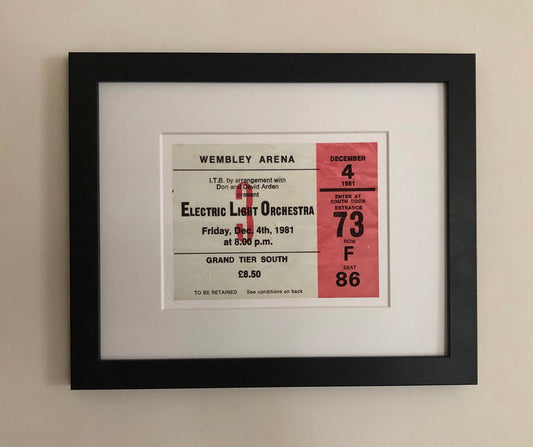 WEMBLEY ARENA
I.T.B. by arrangement with
Don and David Arden
present
3
ELECTRIC LIGHT ORCHESTRA
Friday, Dec. 4th, 1981
at 8.00 p.m.
GRAND TIER SOUTH
£8.50
TO BE RETAINED See conditions on back
DECEMBER
4
1981
ENTER AT
SOUTH DOOR
ENTRANCE
73
ROW
F
SEAT
86